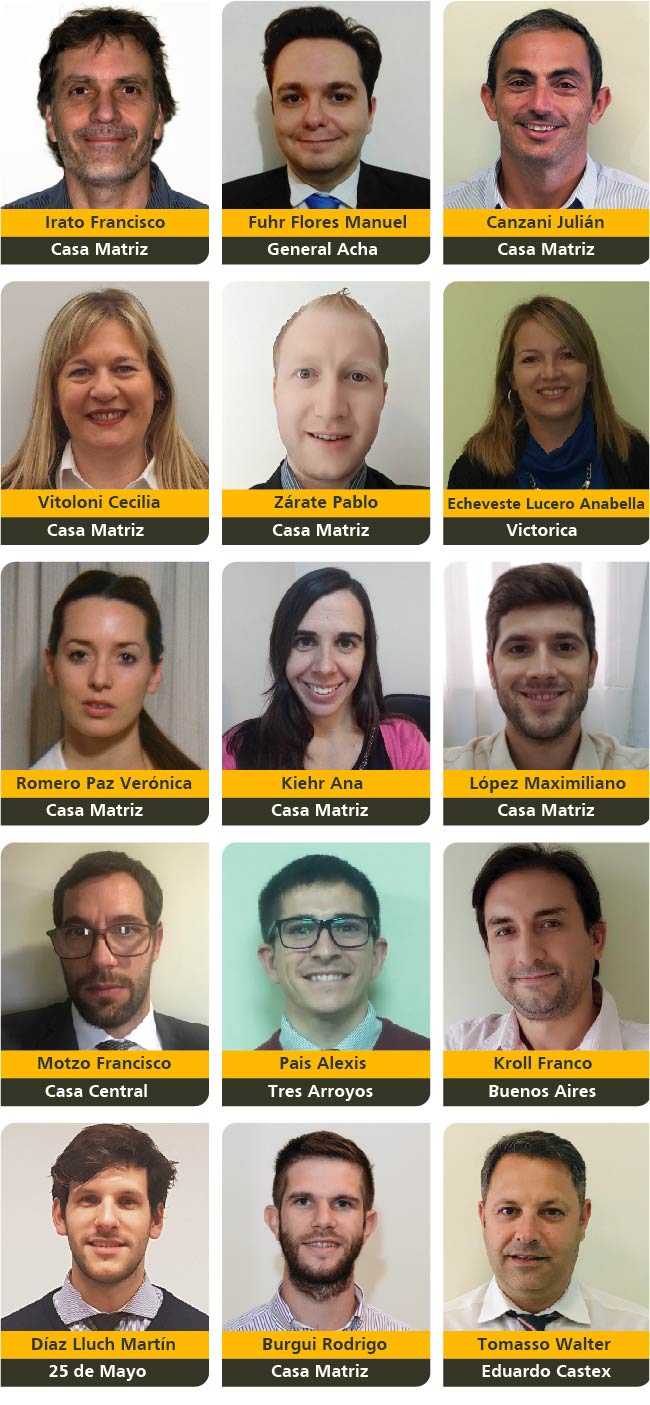 Irato Francisco
Casa Matriz
Fuhr Flores Manuel
General Acha
Canzani Julián
Casa Matriz
Vitoloni Cecilia
Casa Matriz
Zárate Pablo
Casa Matriz
Echeveste Lucero Anabella
Victorica
Romero Paz Verónica
Casa Matriz
Kiehr Ana
Casa Matriz
López Maximiliano
Casa Matriz
Motzo Francisco
Casa Central
Pais Alexis
Tres Arroyos
Kroll Franco
Buenos Aires
Díaz Lluch Martín
25 de Mayo
Burgui Rodrigo
Casa Matriz
Tomasso Walter
Eduardo Castex